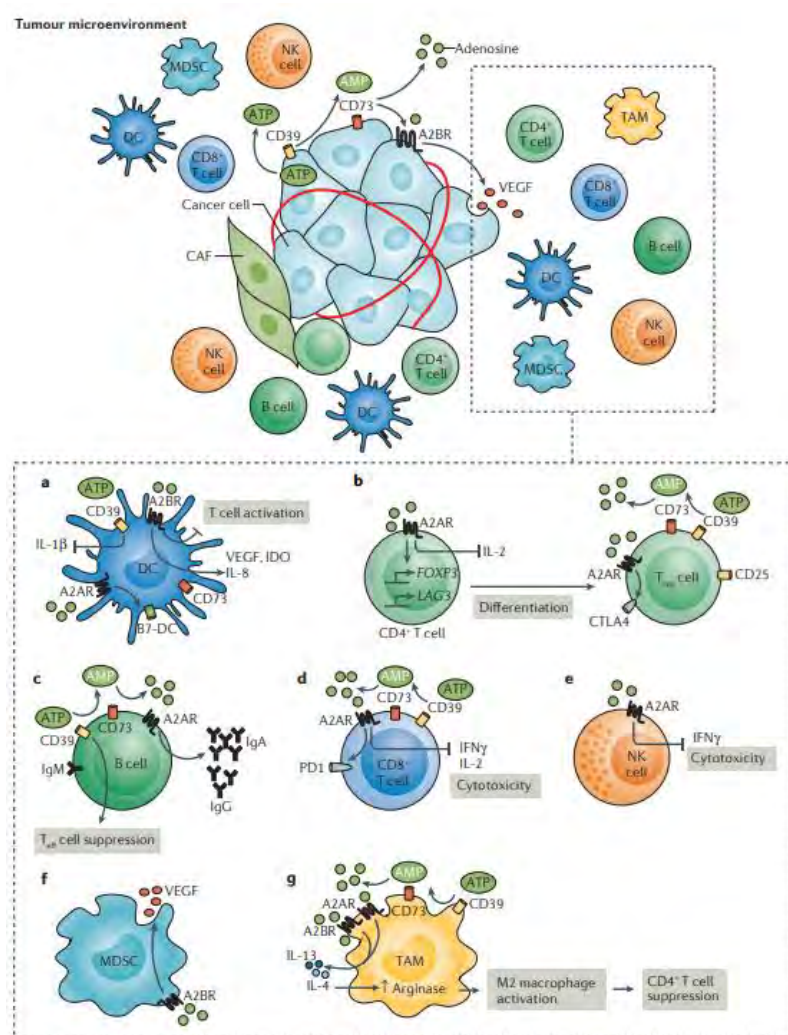 Tumour microenvironment
MDSC
NK
cell
Adenosine
AMP
CD73
ATP
CD39
A2BR
DC
CD8+
T cell
ATP
VEGF
Cancer cell
CAF
CD4+
T cell
TAM
CD8
T cell
B cell
DC
NK
cell
MDSC
NK
cell
B cell
DC
CD4+
T cell
a
ATP
CD39
A2BR
T cell activation
IL-1β
DC
VEGF, IDO
IL-8
A2AR
CD73
B7-DC
b
A2AR
IL-2
FOXP3
LAG3
CD4+ T cell
Differentiation
AMP
CD73
ATP
CD39
A2AR
cell
CD25
CTLA4
c
AMP
ATP
CD39
CD73
A2AR
IgM
B cell
IgA
IgG
Teff cell suppression
d
AMP
CD73
ATP
CD39
A2AR
PD1
CD8+
T cell
IFNγ
IL-2
Cytotoxicity
e
A2AR
NK
cell
IFNγ
Cytotoxicity
f
VEGF
MDSC
A2BR
g
AMP
ATP
A2AR
CD73
CD39
A2BR
IL-13
TAM
IL-4
↑ Arginase
M2 macrophage
activation
CD4+ T cell
suppression